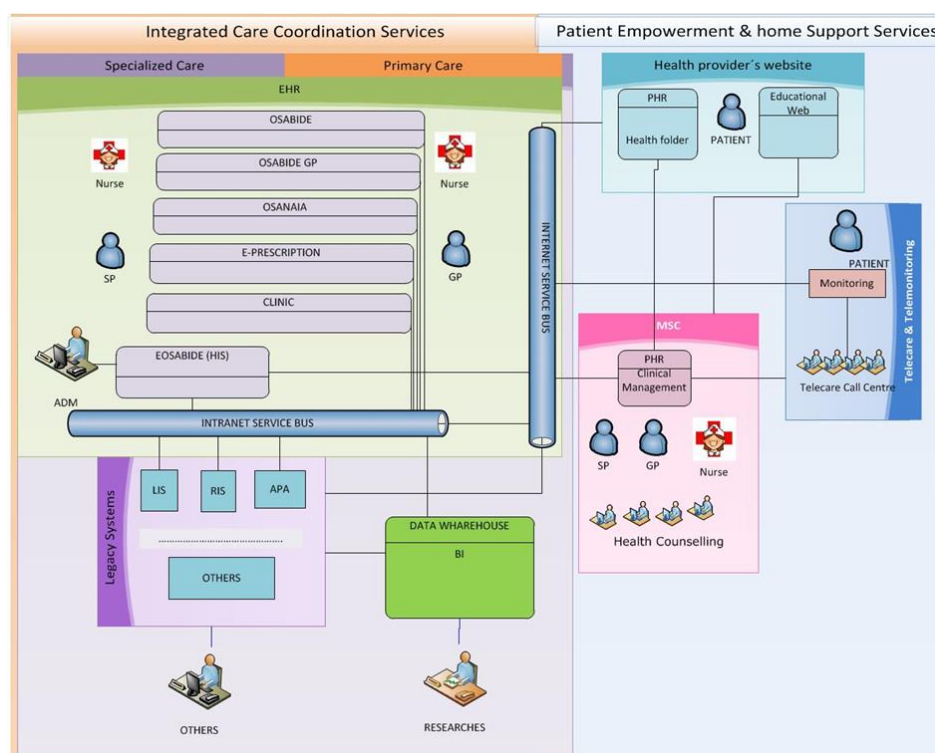 Integrated Care Coordination Services
Patient Empowerment & home Support Services
Specialized Care
Primary Care
Health provider´s website
EHR
OSABIDE
Nurse
OSABIDE GP
Nurse
OSANAIA
SP
E-PRESCRIPTION
GP
CLINIC
EOSABIDE (HIS)
ADM
INTRANET SERVICE BUS
INTERNET SERVICE BUS
PHR
Health folder
PATIENT
Educational
Web
PATIENT
Monitoring
Telecare Call Centre
Telecare & Telemonitoring
MSC
PHR
Clinical
Management
SP
GP
Nurse
Health Counselling
Legacy Systems
LIS
RIS
APA
................................................
OTHERS
DATA WHAREHOUSE
BI
OTHERS
RESEARCHES